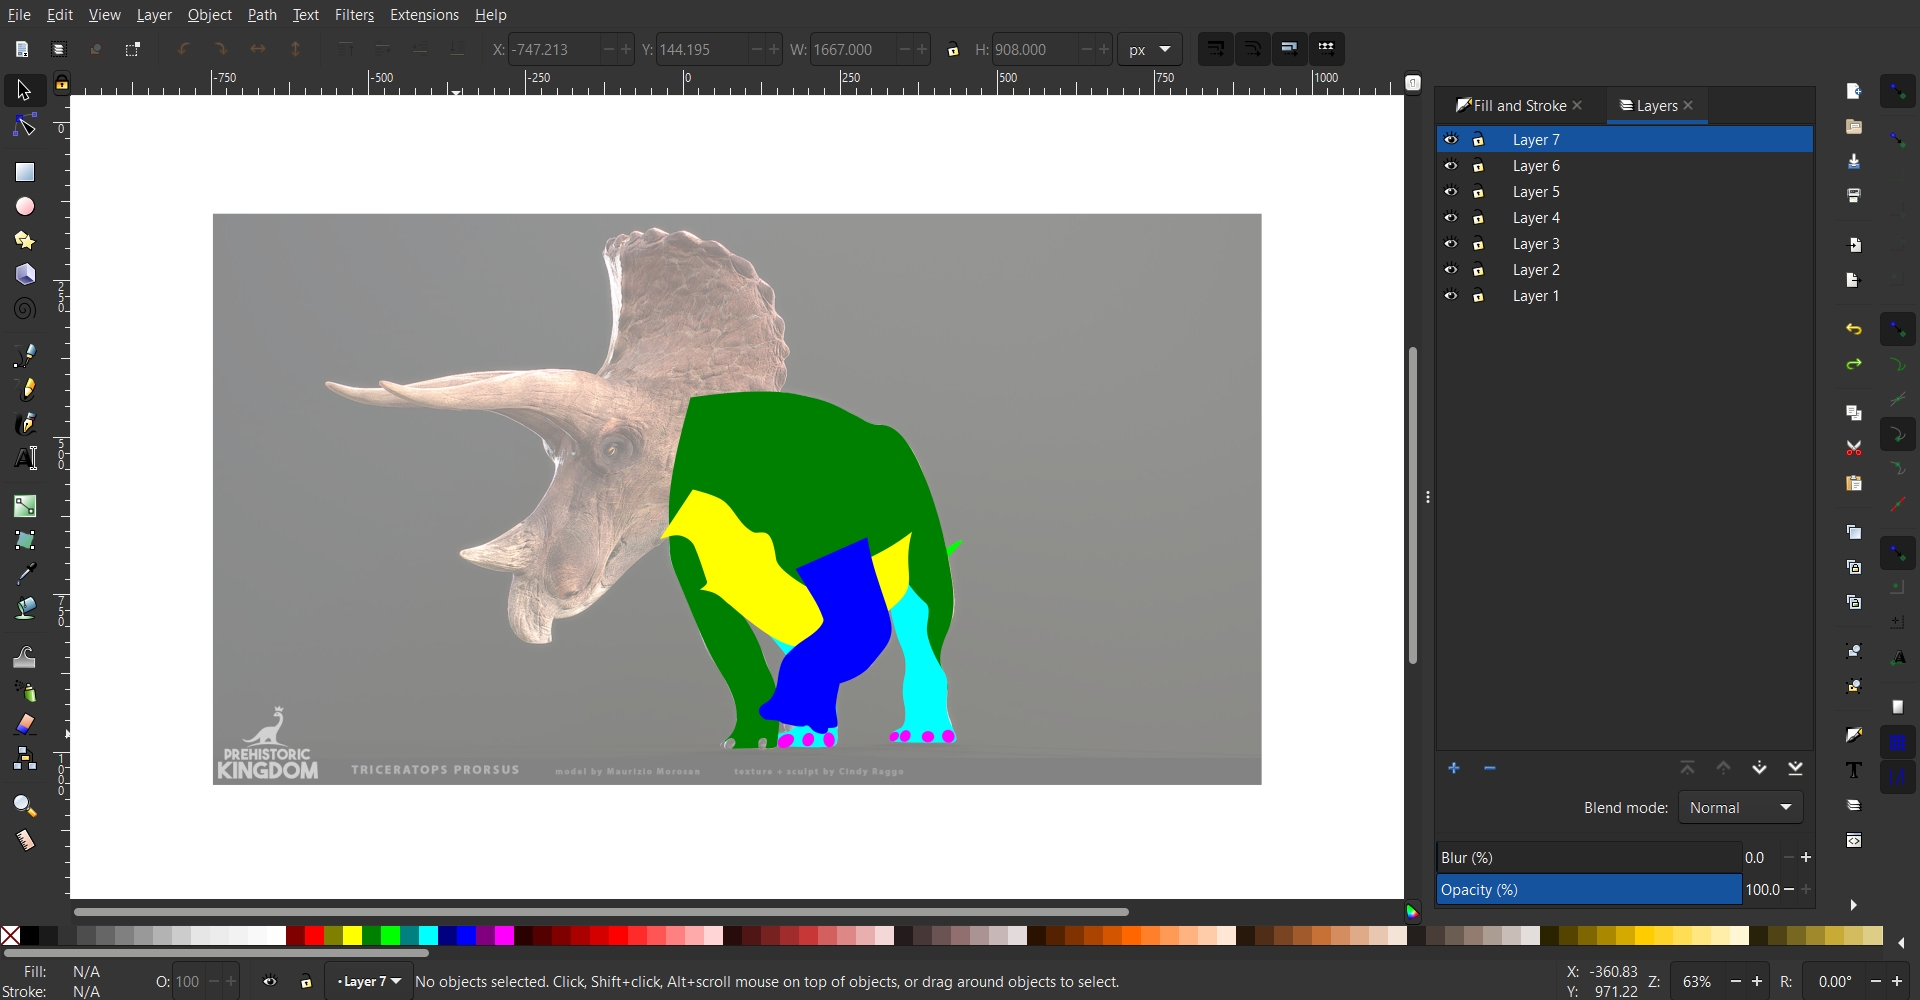 File Edit View Layer Object Path Text Filters Extensions Help
X: -747.213 Y: 144.195 W: 1667.000 H: 908.000 px
-750 -500 -250 0 250 500 750 1000
Fill and Stroke Layers
Layer 7
Layer 6
Layer 5
Layer 4
Layer 3
Layer 2
Layer 1
0
250
500
750
1000
PREHISTORIC
KINGDOM
TRICERATOPS PRORSUS model by Maurizio Morosan texture + sculpt by Cindy Raggo
Blend mode: Normal
Blur (%) 0.0
Opacity (%) 100.0
Fill: N/A
Stroke: N/A
O: 100
Layer 7
No objects selected. Click, Shift+click, Alt+scroll mouse on top of objects, or drag around objects to select.
X: -360.83
Y: 971.22
Z: 63%
R: 0.00°